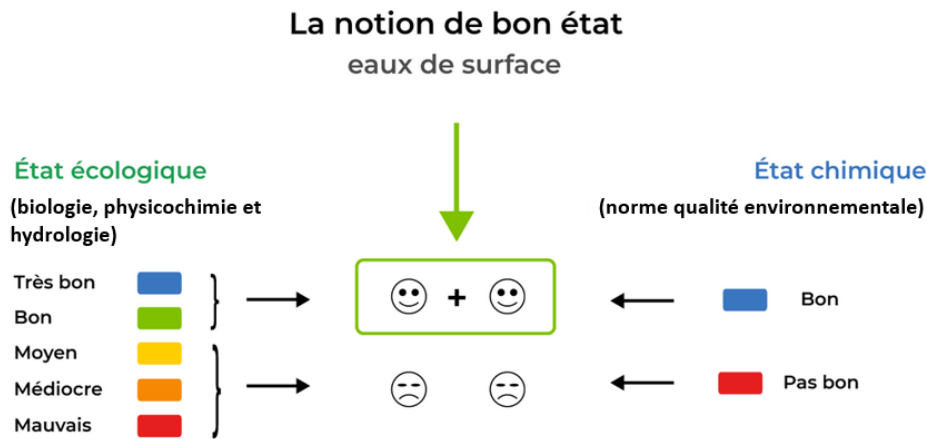 La notion de bon état
eaux de surface
État écologique
(biologie, physicochimie et
hydrologie)
Très bon
Bon
Moyen
Médiocre
Mauvais
+
État chimique
(norme qualité environnementale)
Bon
Pas bon